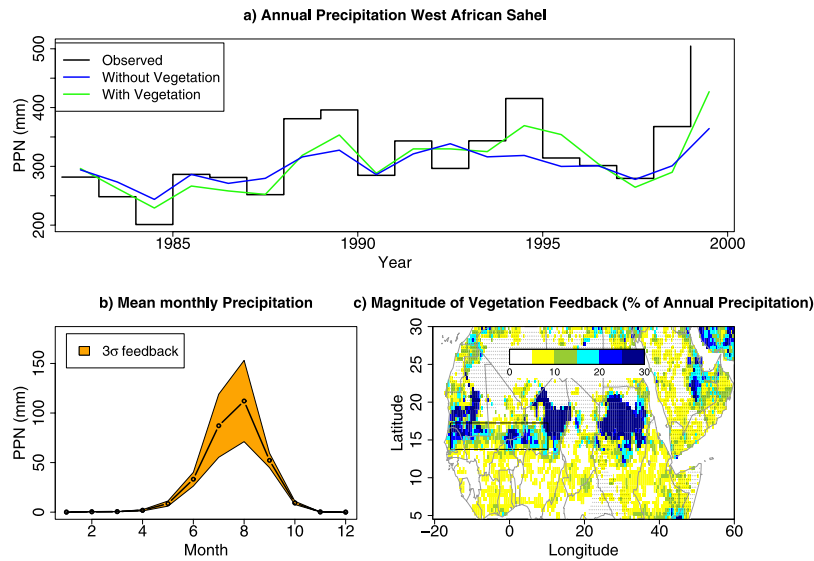 a) Annual Precipitation West African Sahel
PPN (mm)
500
400
300
200
Observed
Without Vegetation
With Vegetation
1985 1990 1995 2000
Year
b) Mean monthly Precipitation
PPN (mm)
150
100
50
0
3σ feedback
2 4 6 8 10 12
Month
c) Magnitude of Vegetation Feedback (% of Annual Precipitation)
Latitude
30
25
20
15
10
5
0 10 20 30
−20 0 20 40 60
Longitude